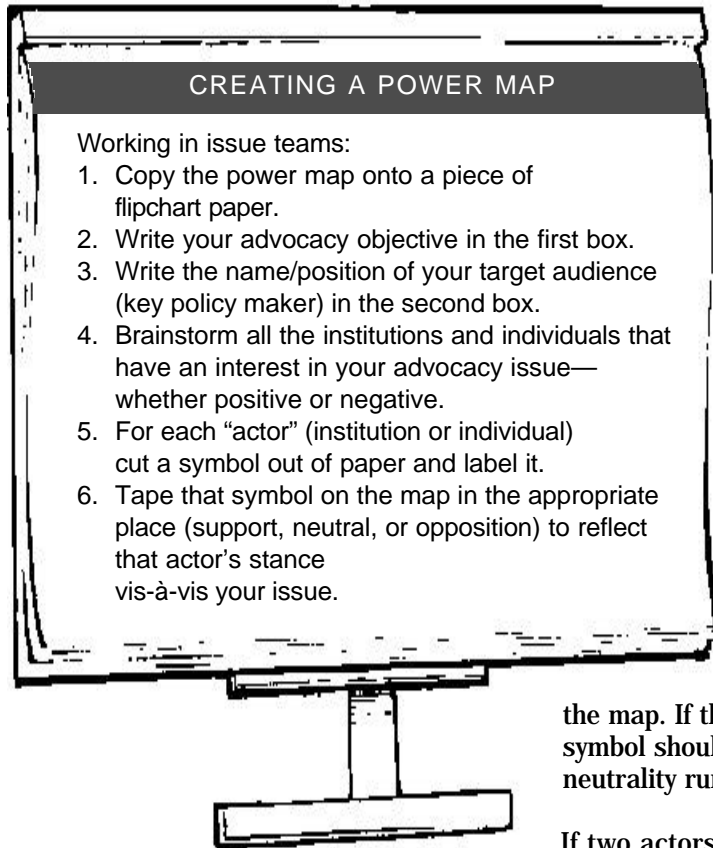 CREATING A POWER MAP
Working in issue teams:
1. Copy the power map onto a piece of
flipchart paper.
2. Write your advocacy objective in the first box.
3. Write the name/position of your target audience
(key policy maker) in the second box.
4. Brainstorm all the institutions and individuals that
have an interest in your advocacy issue—
whether positive or negative.
5. For each “actor” (institution or individual)
cut a symbol out of paper and label it.
6. Tape that symbol on the map in the appropriate
place (support, neutral, or opposition) to reflect
that actor’s stance
vis-à-vis your issue.
the map. If
symbol
neutrality
If two actors